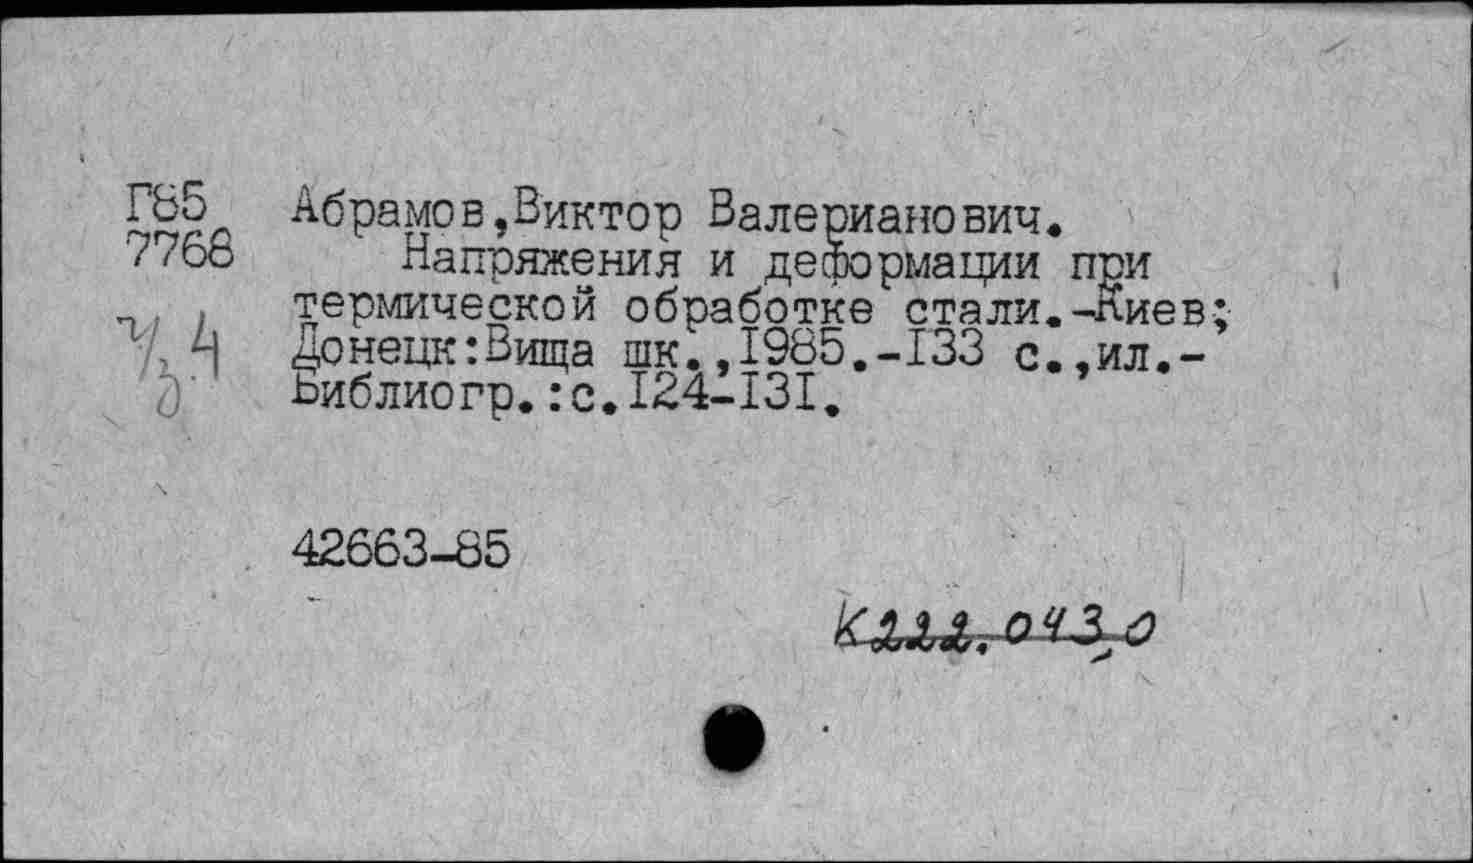 Г85
7768
Абрамов,Виктор Валерианович.
Напряжения и деформации при
термической обработке стали.-Киев;
Донецк:Вища шк.,1985.-133 с.,ил.-
Библиогр.:с.124-131.
42663-85
К222.043.0